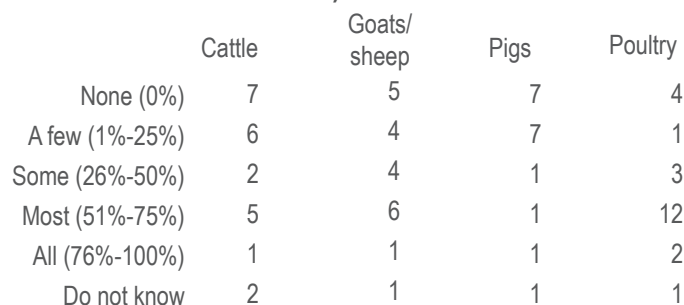 Cattle Goats/ sheep Pigs Poultry
None (0%) 7 5 7 4
A few (1%-25%) 6 4 7 1
Some (26%-50%) 2 4 1 3
Most (51%-75%) 5 6 1 12
All (76%-100%) 1 1 1 2
Do not know 2 1 1 1